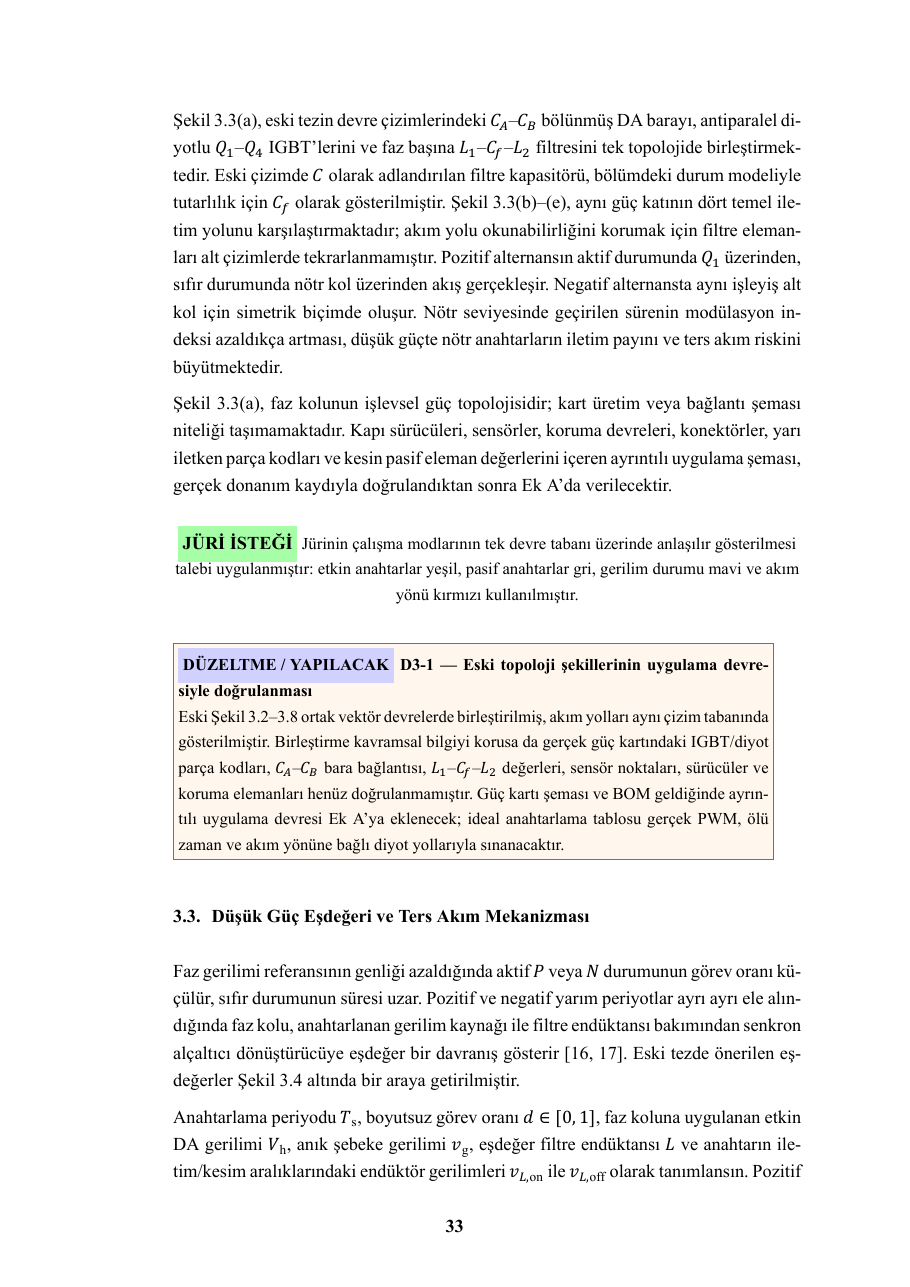 Şekil 3.3(a), eski tezin devre çizimlerindeki C_A–C_B bölünmüş DA barayı, antiparalel di-
yotlu Q_1–Q_4 IGBT’lerini ve faz başına L_1–C_f–L_2 filtresini tek topolojide birleştirmek-
tedir. Eski çizimde C olarak adlandırılan filtre kapasitörü, bölümdeki durum modeliyle
tutarlılık için C_f olarak gösterilmiştir. Şekil 3.3(b)–(e), aynı güç katının dört temel ile-
tim yolunu karşılaştırmaktadır; akım yolu okunabilirliğini korumak için filtre eleman-
ları alt çizimlerde tekrarlanmamıştır. Pozitif alternansın aktif durumunda Q_1 üzerinden,
sıfır durumunda nötr kol üzerinden akış gerçekleşir. Negatif alternansta aynı işleyiş alt
kol için simetrik biçimde oluşur. Nötr seviyesinde geçirilen sürenin modülasyon in-
deksi azaldıkça artması, düşük güçte nötr anahtarların iletim payını ve ters akım riskini
büyütmektedir.
Şekil 3.3(a), faz kolunun işlevsel güç topolojisidir; kart üretim veya bağlantı şeması
niteliği taşımamaktadır. Kapı sürücüleri, sensörler, koruma devreleri, konektörler, yarı
iletken parça kodları ve kesin pasif eleman değerlerini içeren ayrıntılı uygulama şeması,
gerçek donanım kaydıyla doğrulandıktan sonra Ek A’da verilecektir.
JÜRİ İSTEĞİ Jürinin çalışma modlarının tek devre tabanı üzerinde anlaşılır gösterilmesi
talebi uygulanmıştır: etkin anahtarlar yeşil, pasif anahtarlar gri, gerilim durumu mavi ve akım
yönü kırmızı kullanılmıştır.
DÜZELTME / YAPILACAK D3-1 — Eski topoloji şekillerinin uygulama devre-
siyle doğrulanması
Eski Şekil 3.2–3.8 ortak vektör devrelerde birleştirilmiş, akım yolları aynı çizim tabanında
gösterilmiştir. Birleştirme kavramsal bilgiyi korusa da gerçek güç kartındaki IGBT/diyot
parça kodları, C_A–C_B bara bağlantısı, L_1–C_f–L_2 değerleri, sensör noktaları, sürücüler ve
koruma elemanları henüz doğrulanmamıştır. Güç kartı şeması ve BOM geldiğinde ayrın-
tılı uygulama devresi Ek A’ya eklenecek; ideal anahtarlama tablosu gerçek PWM, ölü
zaman ve akım yönüne bağlı diyot yollarıyla sınanacaktır.
3.3. Düşük Güç Eşdeğeri ve Ters Akım Mekanizması
Faz gerilimi referansının genliği azaldığında aktif P veya N durumunun görev oranı kü-
çülür, sıfır durumunun süresi uzar. Pozitif ve negatif yarım periyotlar ayrı ayrı ele alın-
dığında faz kolu, anahtarlanan gerilim kaynağı ile filtre endüktansı bakımından senkron
alçaltıcı dönüştürücüye eşdeğer bir davranış gösterir [16, 17]. Eski tezde önerilen eş-
değerler Şekil 3.4 altında bir araya getirilmiştir.
Anahtarlama periyodu T_s, boyutsuz görev oranı d ∈ [0, 1], faz koluna uygulanan etkin
DA gerilimi V_h, anık şebeke gerilimi v_g, eşdeğer filtre endüktansı L ve anahtarın ile-
tim/kesim aralıklarındaki endüktör gerilimleri v_L,on ile v_L,off olarak tanımlansın. Pozitif
33